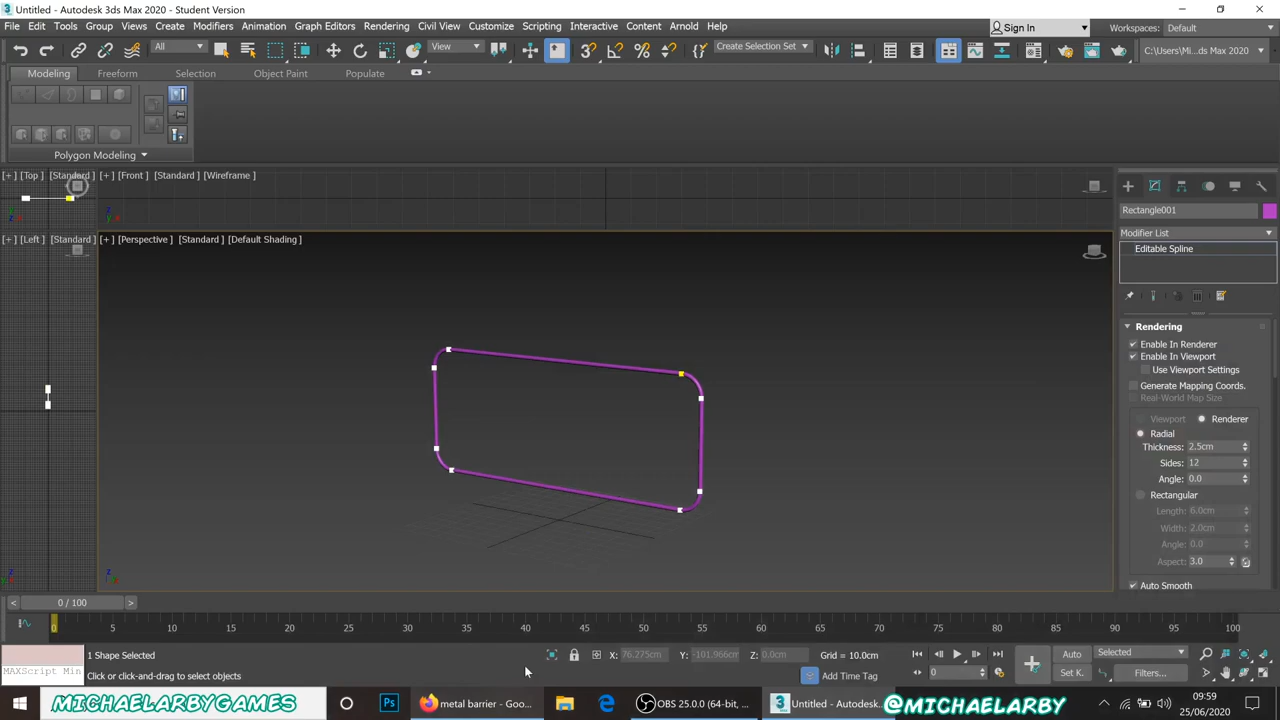 Untitled - Autodesk 3ds Max 2020 - Student Version
File Edit Tools Group Views Create Modifiers Animation Graph Editors Rendering Civil View Customize Scripting Interactive Content Arnold Help
Sign In
Workspaces: Default
All
View
Create Selection Set
C:\Users\Mi...ds Max 2020
Modeling Freeform Selection Object Paint Populate
Polygon Modeling
[+] [Top] [Standard]
[+] [Front] [Standard] [Wireframe]
[+] [Left] [Standard]
[+] [Perspective] [Standard] [Default Shading]
Rectangle001
Modifier List
Editable Spline
Rendering
Enable In Renderer
Enable In Viewport
Use Viewport Settings
Generate Mapping Coords.
Real-World Map Size
Viewport Renderer
Radial
Thickness: 2.5cm
Sides: 12
Angle: 0.0
Rectangular
Length: 6.0cm
Width: 2.0cm
Angle: 0.0
Aspect: 3.0
Auto Smooth
< 0 / 100 >
0 5 10 15 20 25 30 35 40 45 50 55 60 65 70 75 80 85 90 95 100
MAXScript Min
1 Shape Selected
Click or click-and-drag to select objects
X: 76.275cm Y: -101.966cm Z: 0.0cm Grid = 10.0cm
Add Time Tag
0
Auto Selected
Set K. Filters...
MICHAELARBYGAMES
metal barrier - Goo...
OBS 25.0.0 (64-bit, ...
Untitled - Autodesk...
@MICHAELARBY
09:59
25/06/2020